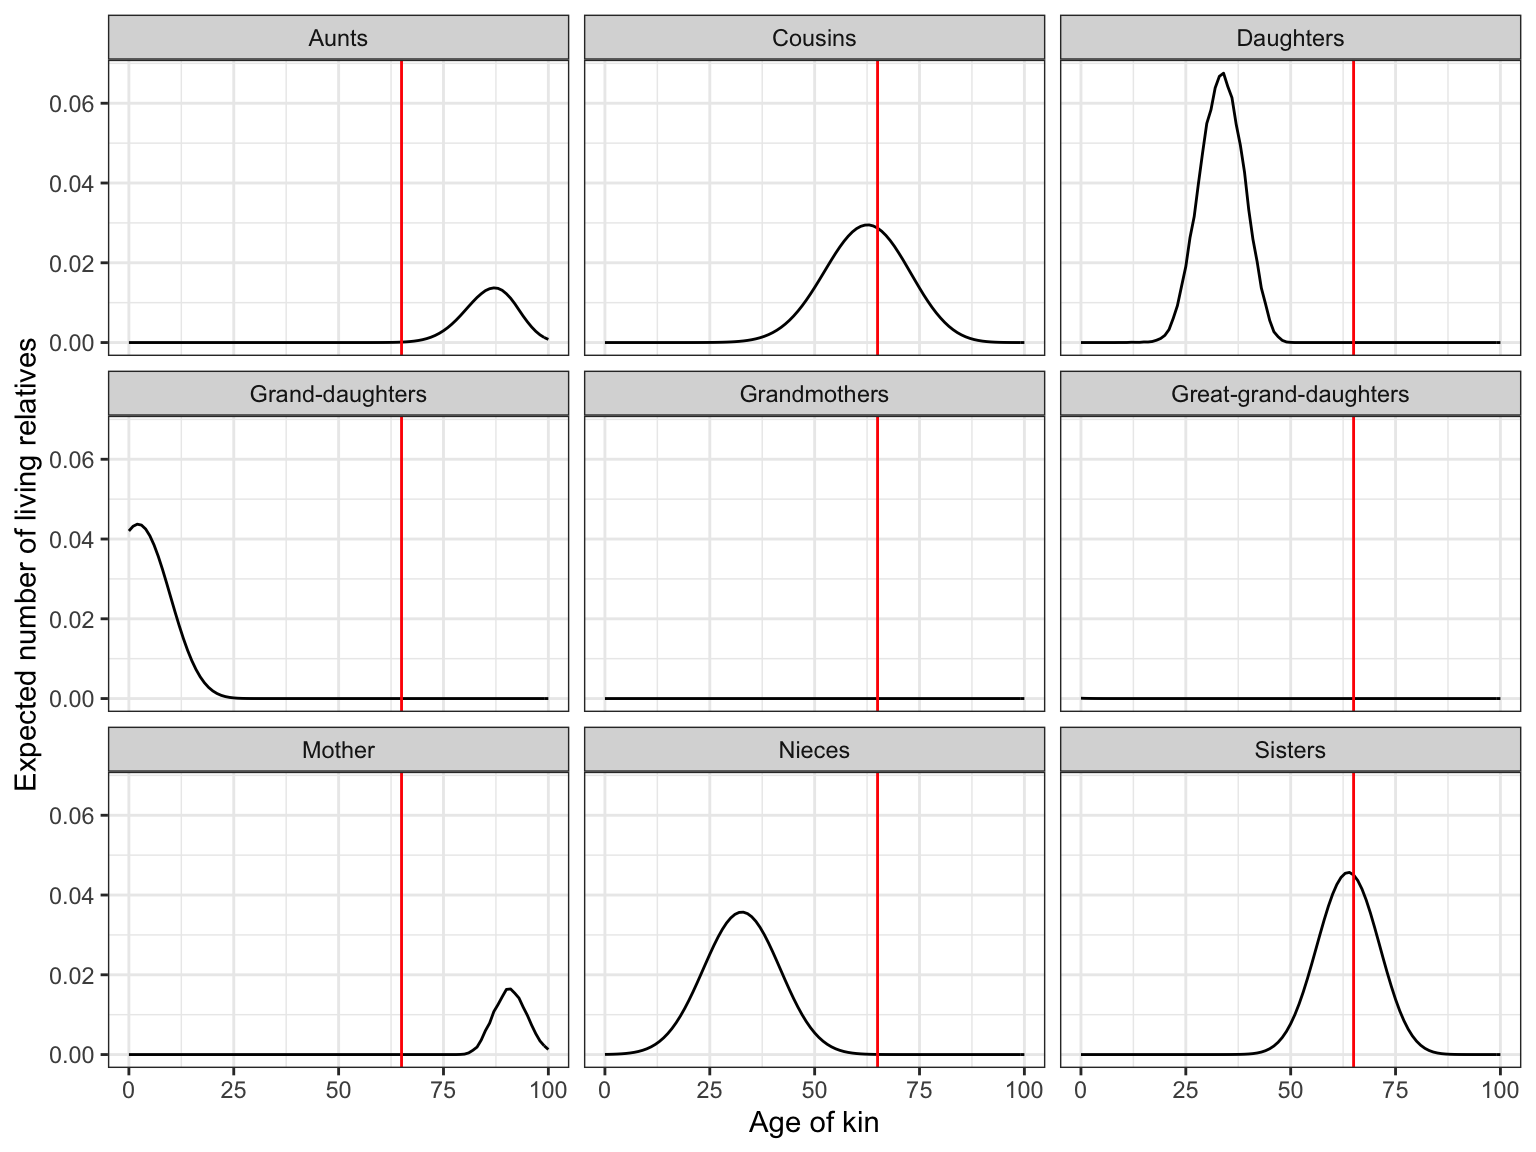 Aunts
Cousins
Daughters
0.06
0.04
0.02
0.00
Grand-daughters
Grandmothers
Great-grand-daughters
0.06
0.04
0.02
0.00
Mother
Nieces
Sisters
0.06
0.04
0.02
0.00
0 25 50 75 100
0 25 50 75 100
0 25 50 75 100
Age of kin
Expected number of living relatives